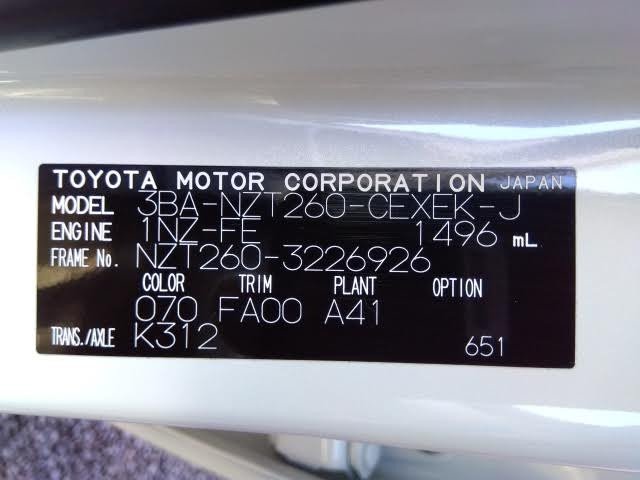 TOYOTA MOTOR CORPORATION JAPAN
MODEL 3BA-NZT260-CEXEK-J
ENGINE 1NZ-FE 1496 mL
FRAME No. NZT260-3226926
COLOR TRIM PLANT OPTION
070 FA00 A41
TRANS./AXLE K312 651